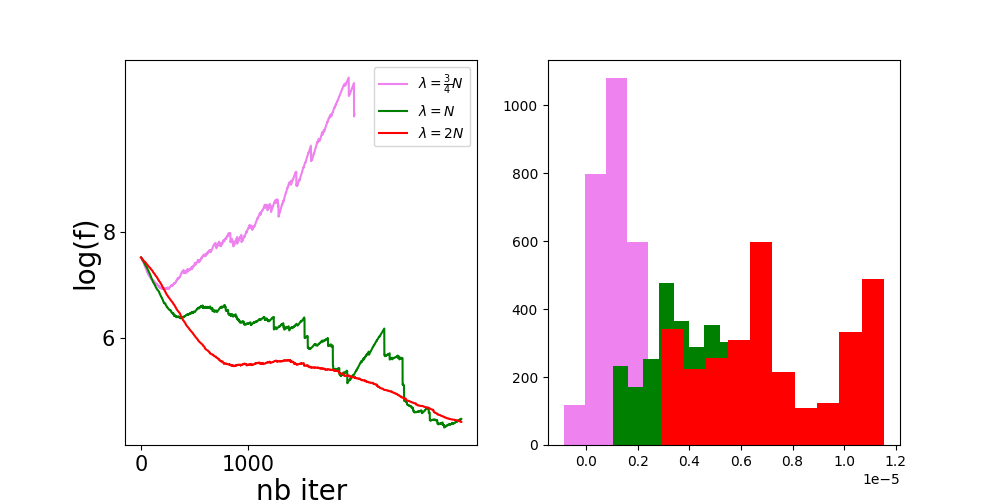 λ = 3/4 N
λ = N
λ = 2N
8
6
log(f)
0 1000
nb iter
1000
800
600
400
200
0
0.0 0.2 0.4 0.6 0.8 1.0 1.2
1e−5